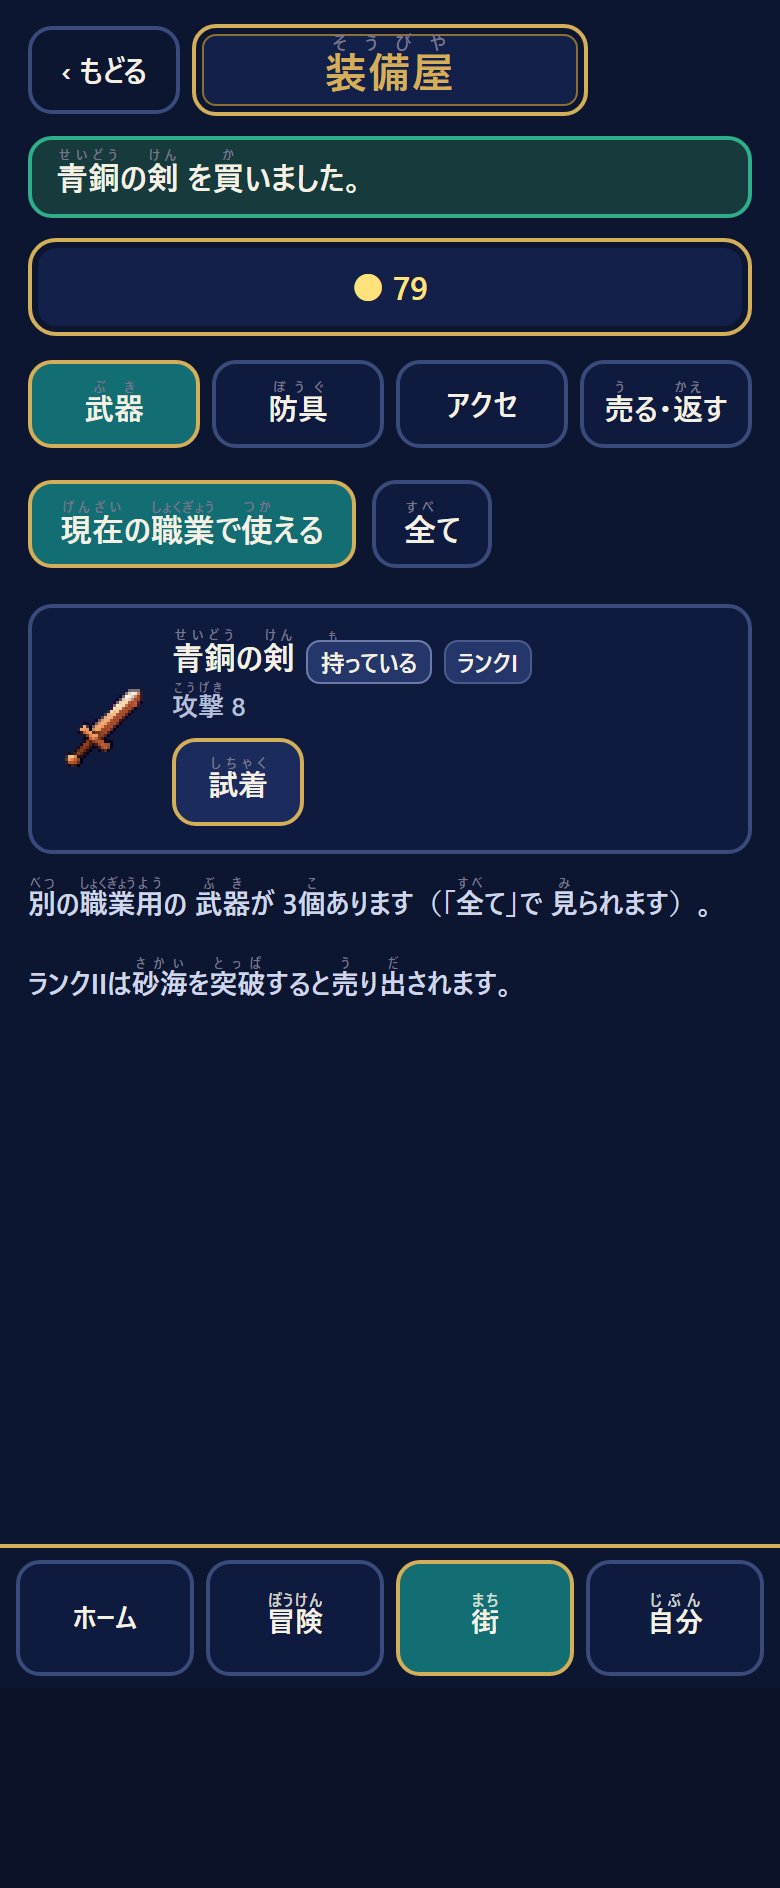 ‹ もどる
そうびや
装備屋
せいどう けん か
青銅の剣 を買いました。
79
ぶき
武器
ぼうぐ
防具
アクセ
う かえ
売る・返す
げんざい しょくぎょう つか
現在の職業で使える
すべ
全て
せいどう けん も
青銅の剣 持っている ランクI
こうげき
攻撃 8
しちゃく
試着
べつ しょくぎょうよう ぶ き こ すべ み
別の職業用の 武器が 3個あります（「全て」で 見られます）。
さかい とっぱ う だ
ランクIIは砂海を突破すると売り出されます。
ホーム
ぼうけん
冒険
まち
街
じぶん
自分